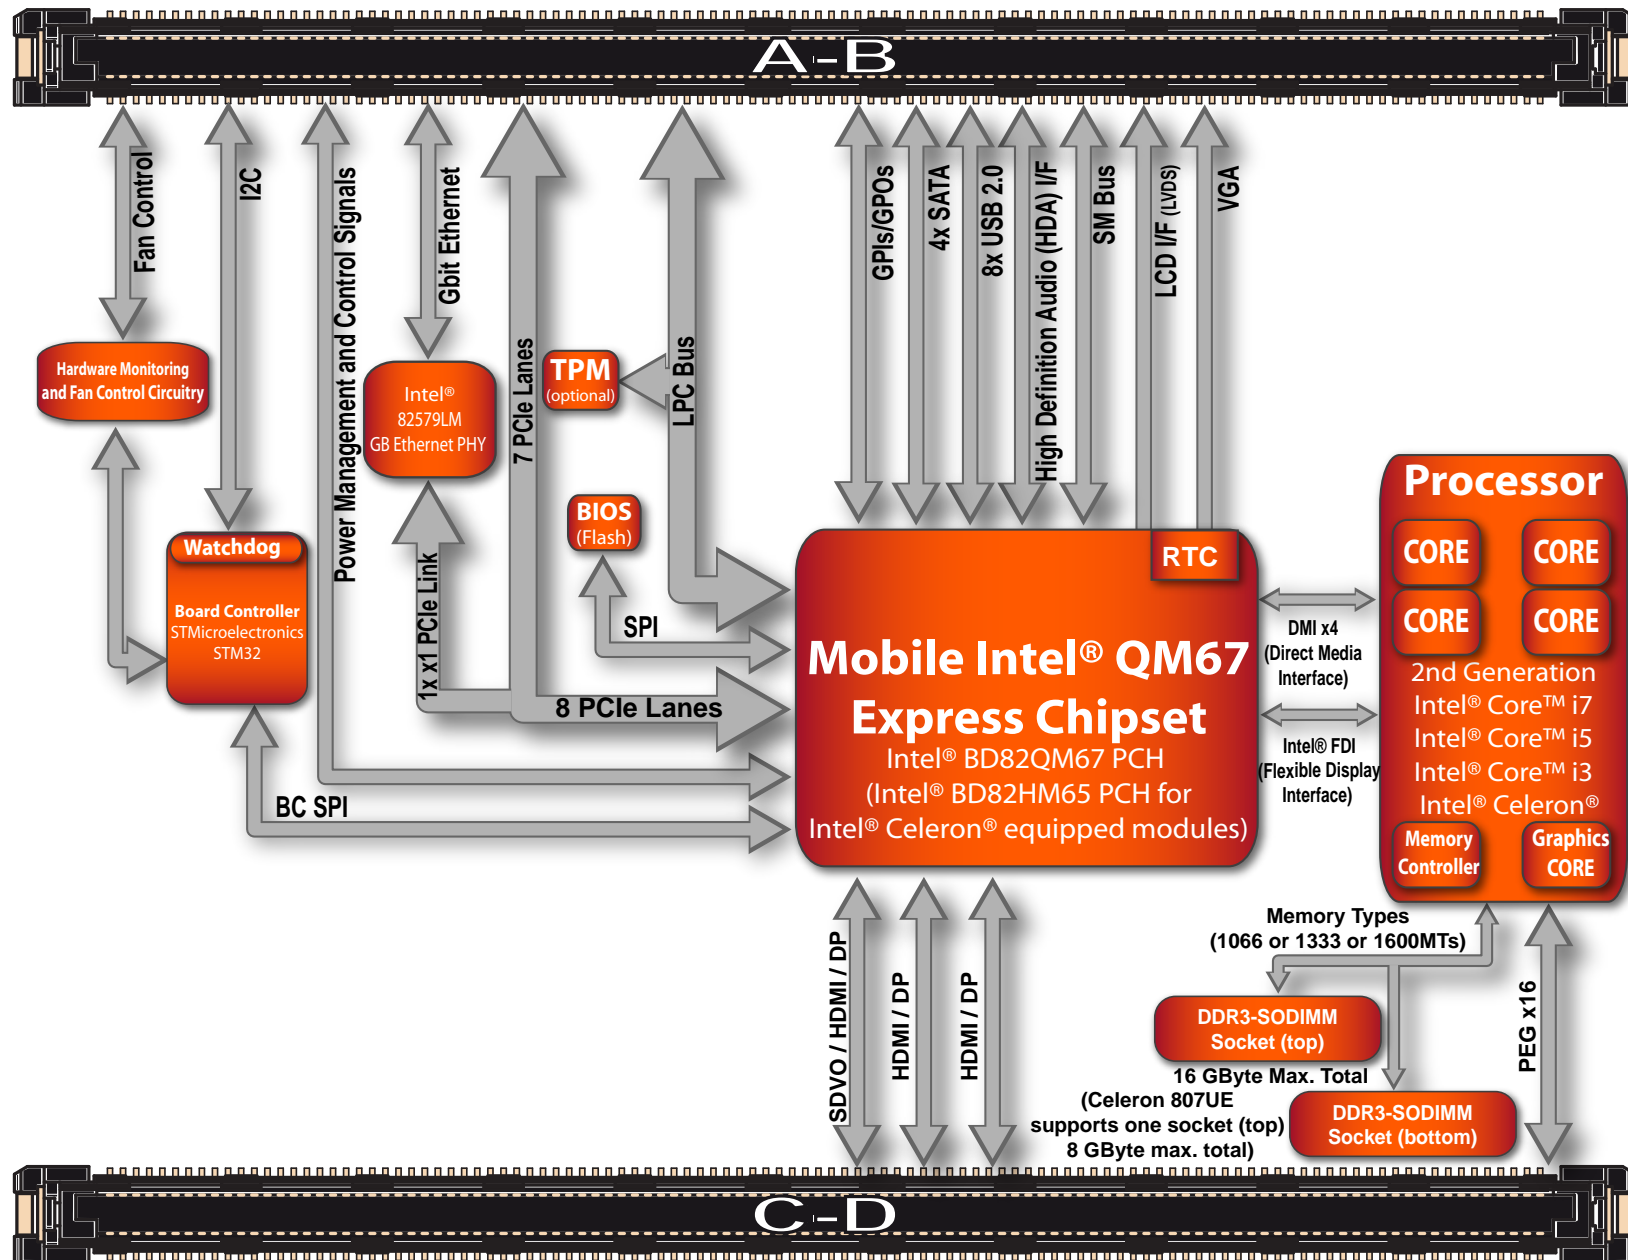 A-B
Fan Control
I2C
Power Management and Control Signals
Gbit Ethernet
7 PCIe Lanes
LPC Bus
GPIs/GPOs
4x SATA
8x USB 2.0
High Definition Audio (HDA) I/F
SM Bus
LCD I/F (LVDS)
VGA
Hardware Monitoring
and Fan Control Circuitry
Intel®
82579LM
GB Ethernet PHY
TPM
(optional)
BIOS
(Flash)
SPI
Watchdog
Board Controller
STMicroelectronics
STM32
1x x1 PCIe Link
8 PCIe Lanes
BC SPI
RTC
Mobile Intel® QM67
Express Chipset
Intel® BD82QM67 PCH
(Intel® BD82HM65 PCH for
Intel® Celeron® equipped modules)
DMI x4
(Direct Media
Interface)
Intel® FDI
(Flexible Display
Interface)
Processor
CORE
CORE
CORE
CORE
2nd Generation
Intel® Core™ i7
Intel® Core™ i5
Intel® Core™ i3
Intel® Celeron®
Memory
Controller
Graphics
CORE
SDVO / HDMI / DP
HDMI / DP
HDMI / DP
Memory Types
(1066 or 1333 or 1600MTs)
DDR3-SODIMM
Socket (top)
16 GByte Max. Total
(Celeron 807UE
supports one socket (top)
8 GByte max. total)
DDR3-SODIMM
Socket (bottom)
PEG x16
C-D